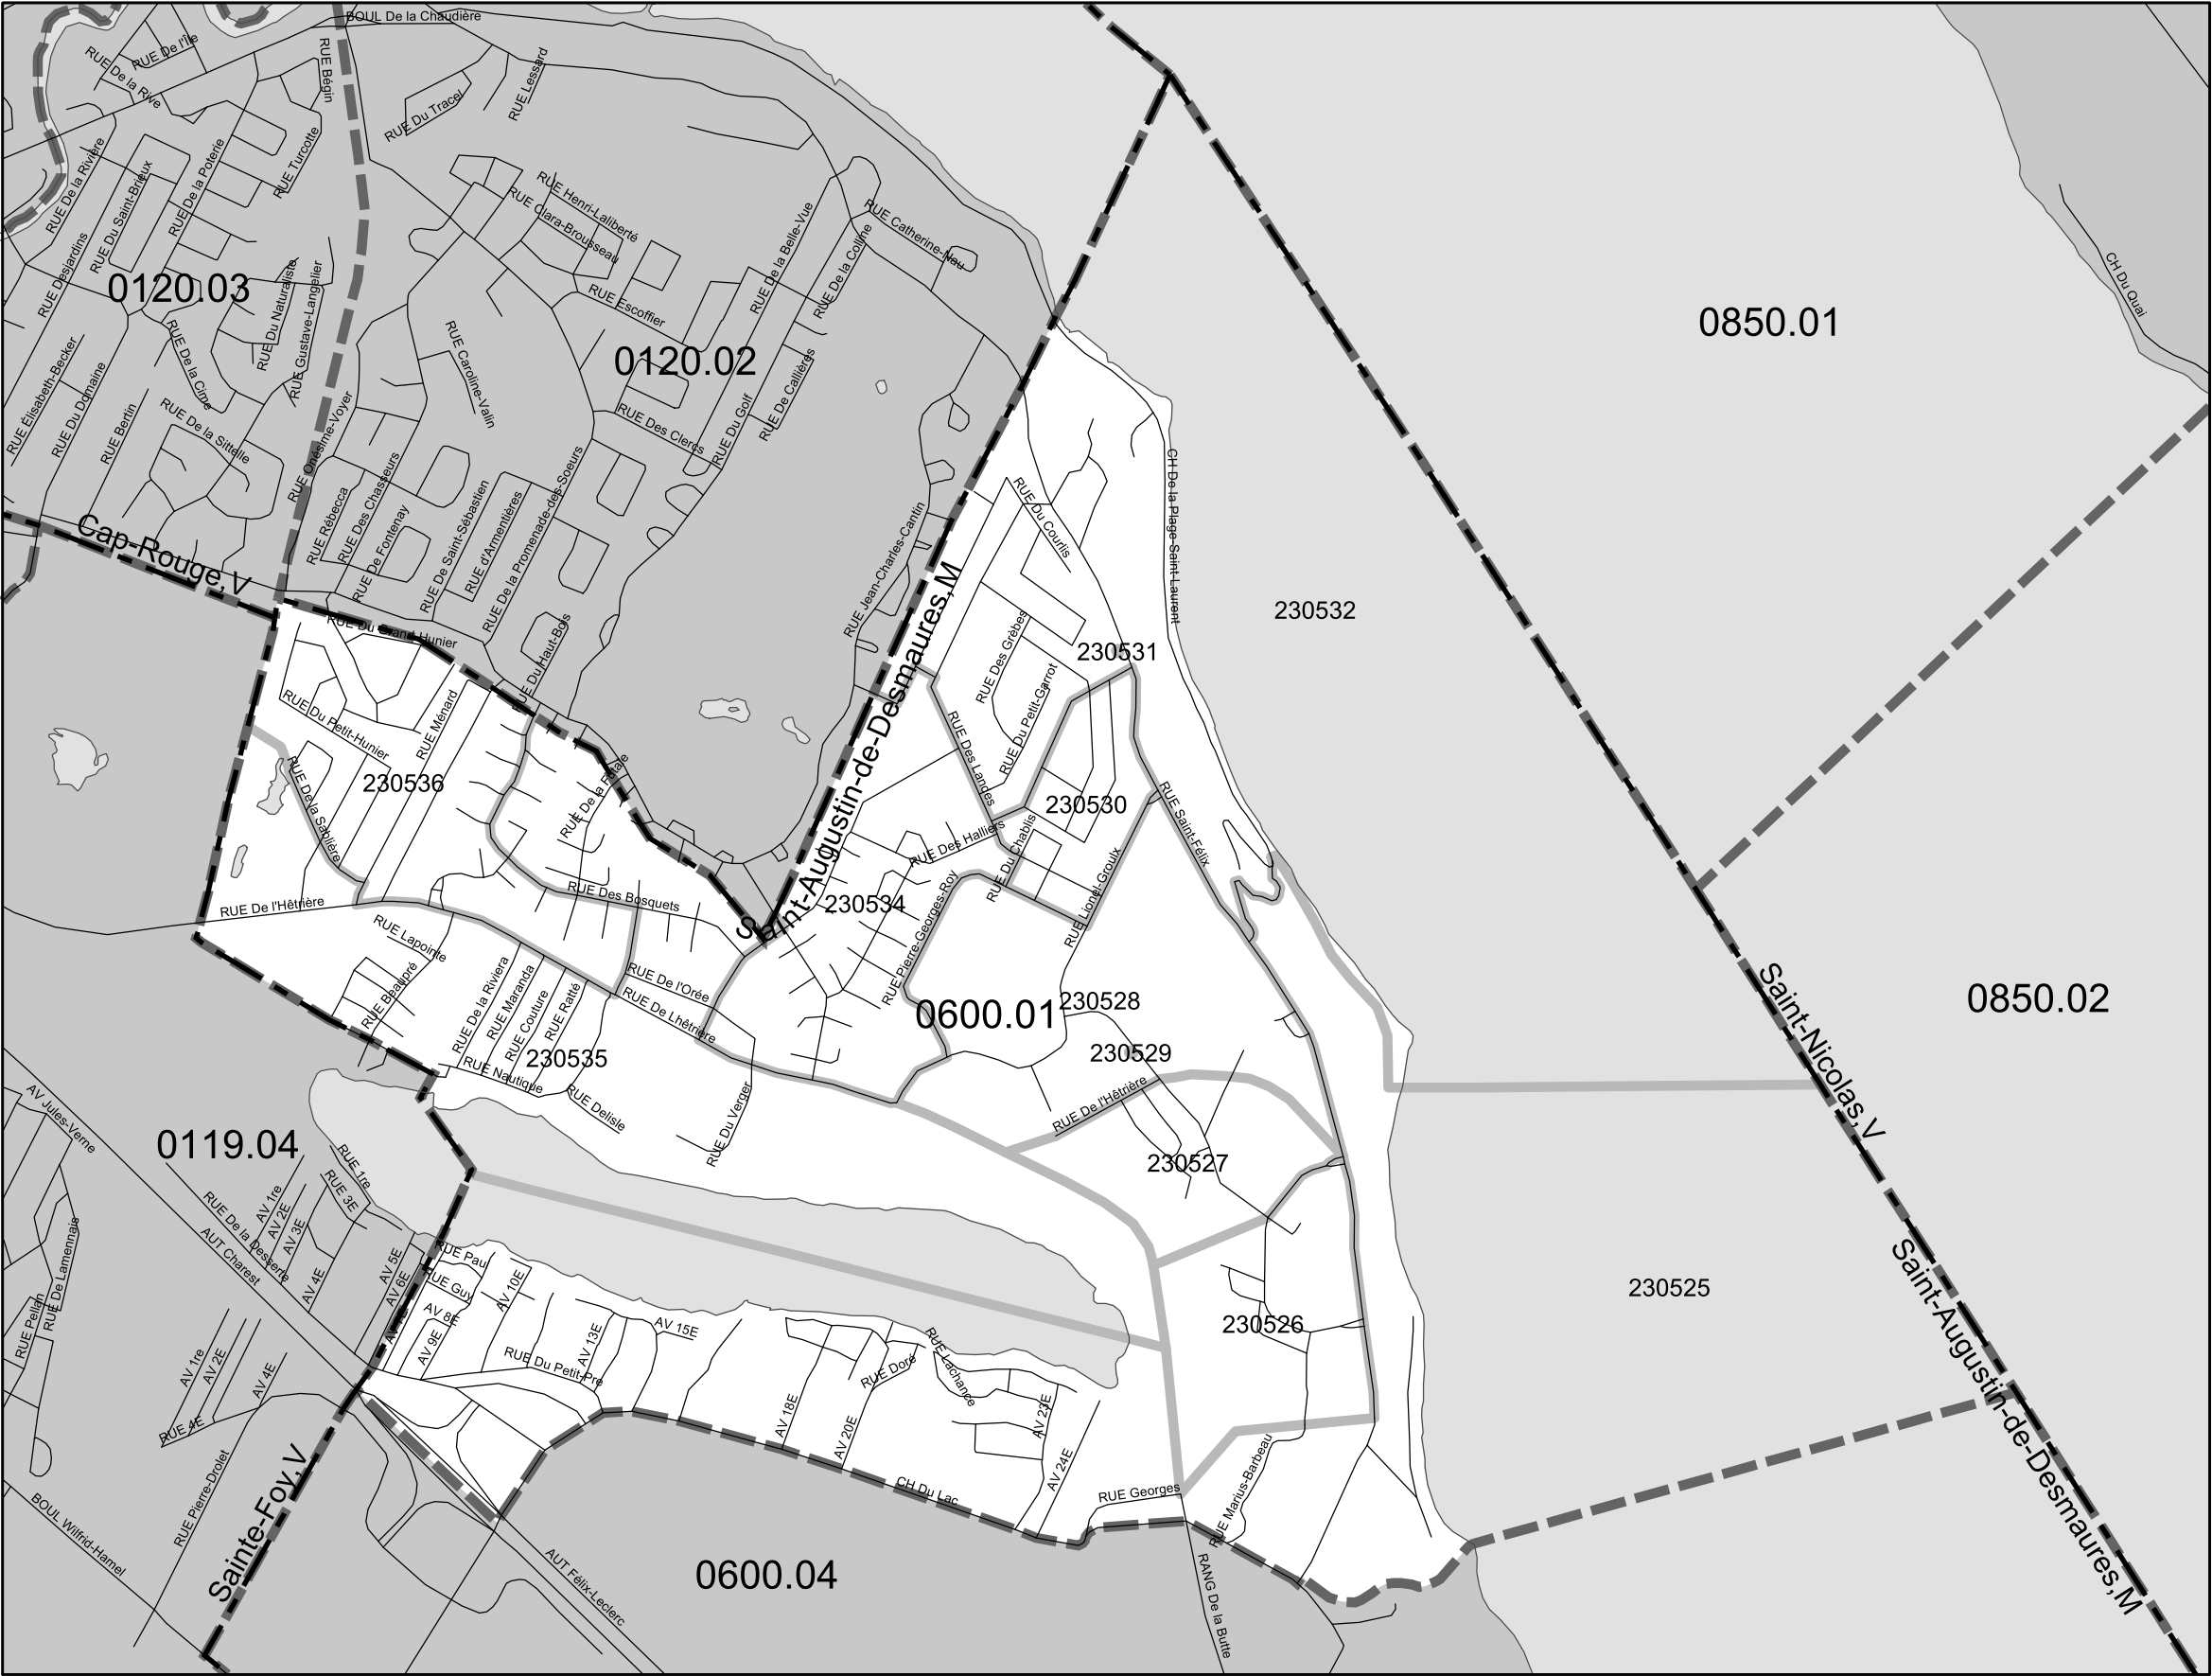 BOUL De la Chaudière
RUE De l'Île
RUE De la Rive
RUE Bégin
RUE Lessard
RUE Du Tracel
RUE Turcotte
RUE De la Rivière
RUE Du Saint-Brieux
RUE De la Poterie
RUE Henri-Laliberté
RUE Clara-Brousseau
RUE Catherine-Nau
RUE De la Belle-Vue
RUE De la Colline
RUE Desjardins
0120.03
RUE Du Naturaliste
RUE Gustave-Langelier
RUE Escoffier
CH Du Quai
0850.01
RUE Élisabeth-Becker
RUE Du Domaine
RUE De la Cime
RUE Caroline-Valin
0120.02
RUE De Callières
RUE Bertin
RUE De la Sittelle
RUE Onésime-Voyer
RUE Des Clercs
RUE Du Golf
RUE Rébecca
RUE Des Chasseurs
RUE De Fontenay
RUE De Saint-Sébastien
RUE d'Armentières
RUE De la Promenade-des-Soeurs
RUE Jean-Charles-Cantin
RUE Du Courlis
CH De la Plage-Saint-Laurent
Cap-Rouge,V
RUE Du Grand-Hunier
RUE Du Haut-Bois
Saint-Augustin-de-Desmaures,M
230532
RUE Des Grèbes
230531
RUE Du Petit-Garrot
RUE Du Petit-Hunier
RUE Ménard
RUE Des Landes
230536
RUE De la Sablière
RUE De la Futaie
230530
RUE Saint-Félix
RUE Des Halliers
RUE Du Chablis
RUE Lionel-Groulx
RUE De l'Hêtrière
RUE Des Bosquets
230534
RUE Pierre-Georges-Roy
RUE Lapointe
RUE Beaupré
RUE De la Riviera
RUE Maranda
RUE Couture
RUE Ratté
RUE De l'Orée
RUE De Lhêtrière
0600.01
230528
Saint-Nicolas,V
0850.02
230535
RUE Nautique
RUE Delisle
RUE Du Verger
230529
RUE De l'Hêtrière
230527
AV Jules-Verne
0119.04
RUE 1re
RUE 3E
AV 1re
AV 2E
AV 3E
RUE De la Desserte
AUT Charest
AV 4E
AV 5E
AV 6E
RUE De Lamennais
RUE Pellan
RUE Guy
AV 8E
AV 9E
AV 10E
RUE Du Petit-Pre
AV 13E
AV 15E
230526
230525
Saint-Augustin-de-Desmaures,M
AV 1re
AV 2E
AV 4E
RUE 4E
RUE Doré
RUE Lachance
AV 18E
AV 20E
AV 23E
AV 24E
CH Du Lac
RUE Georges
RUE Marius-Barbeau
RUE Pierre-Drolet
BOUL Wilfrid-Hamel
Sainte-Foy,V
0600.04
AUT Félix-Leclerc
RANG De la Butte